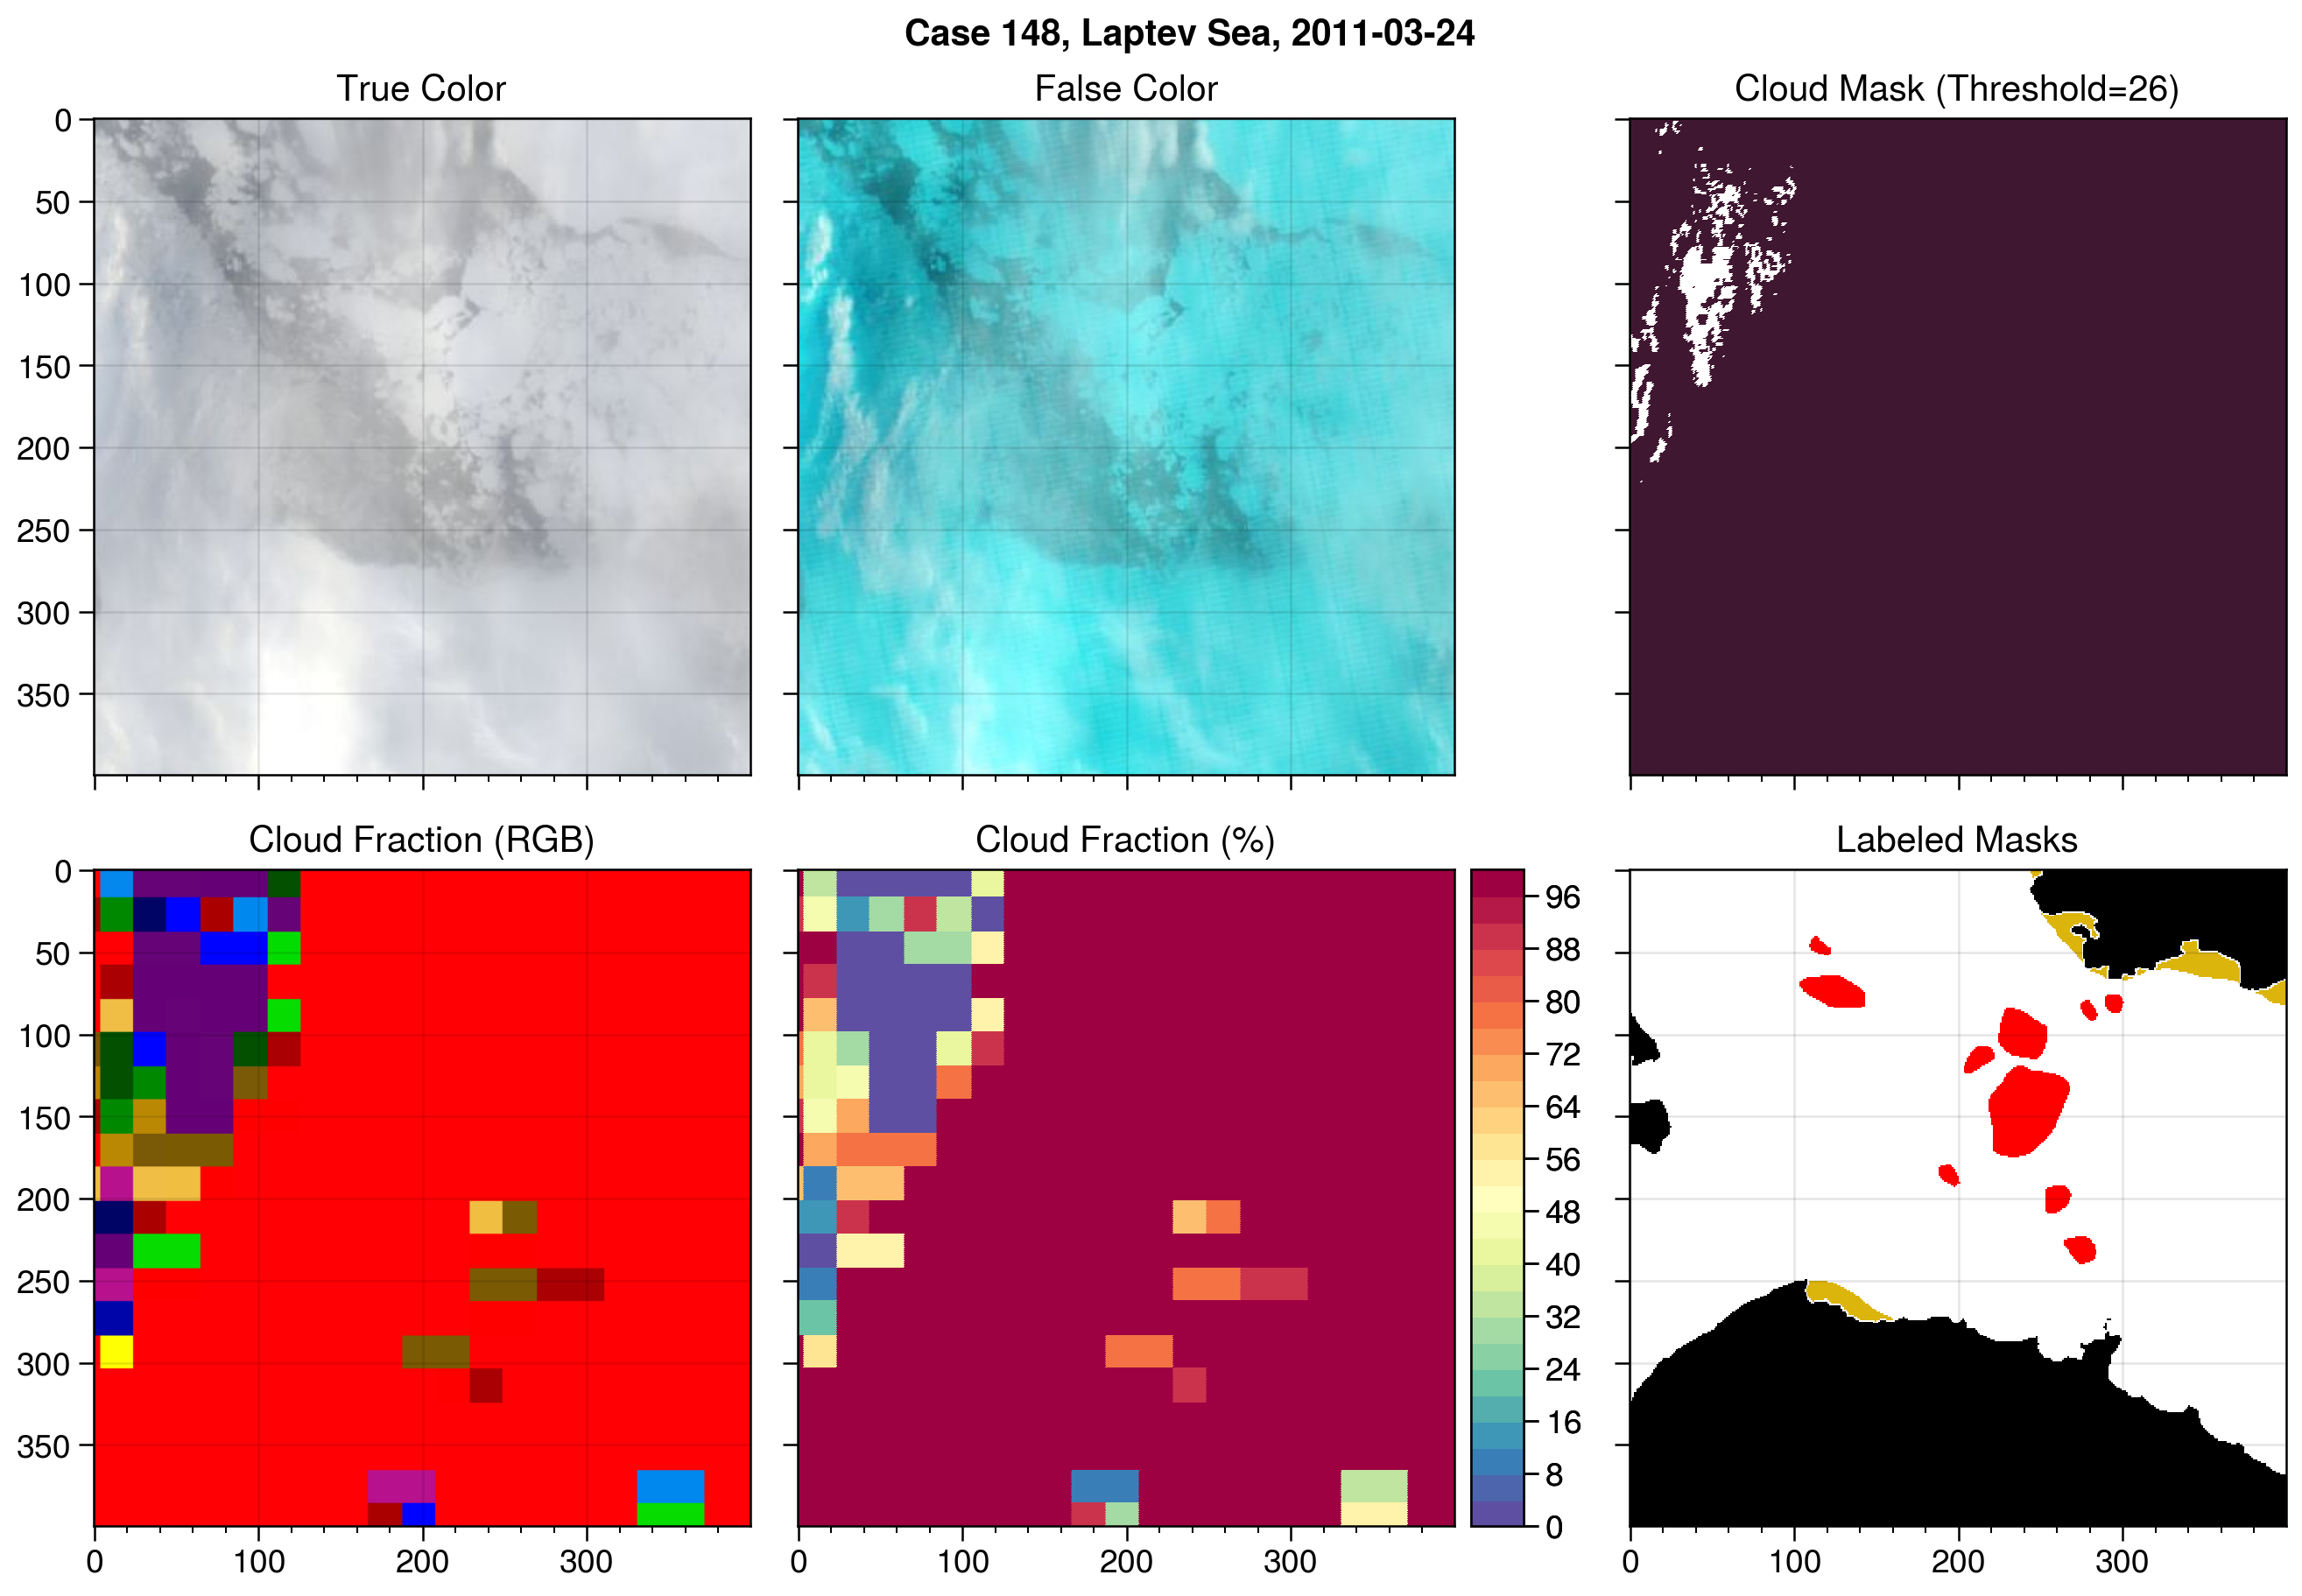 Case 148, Laptev Sea, 2011-03-24
True Color
False Color
Cloud Mask (Threshold=26)
0
50
100
150
200
250
300
350
Cloud Fraction (RGB)
Cloud Fraction (%)
Labeled Masks
0
50
100
150
200
250
300
350
96
88
80
72
64
56
48
40
32
24
16
8
0
0 100 200 300
0 100 200 300
0 100 200 300